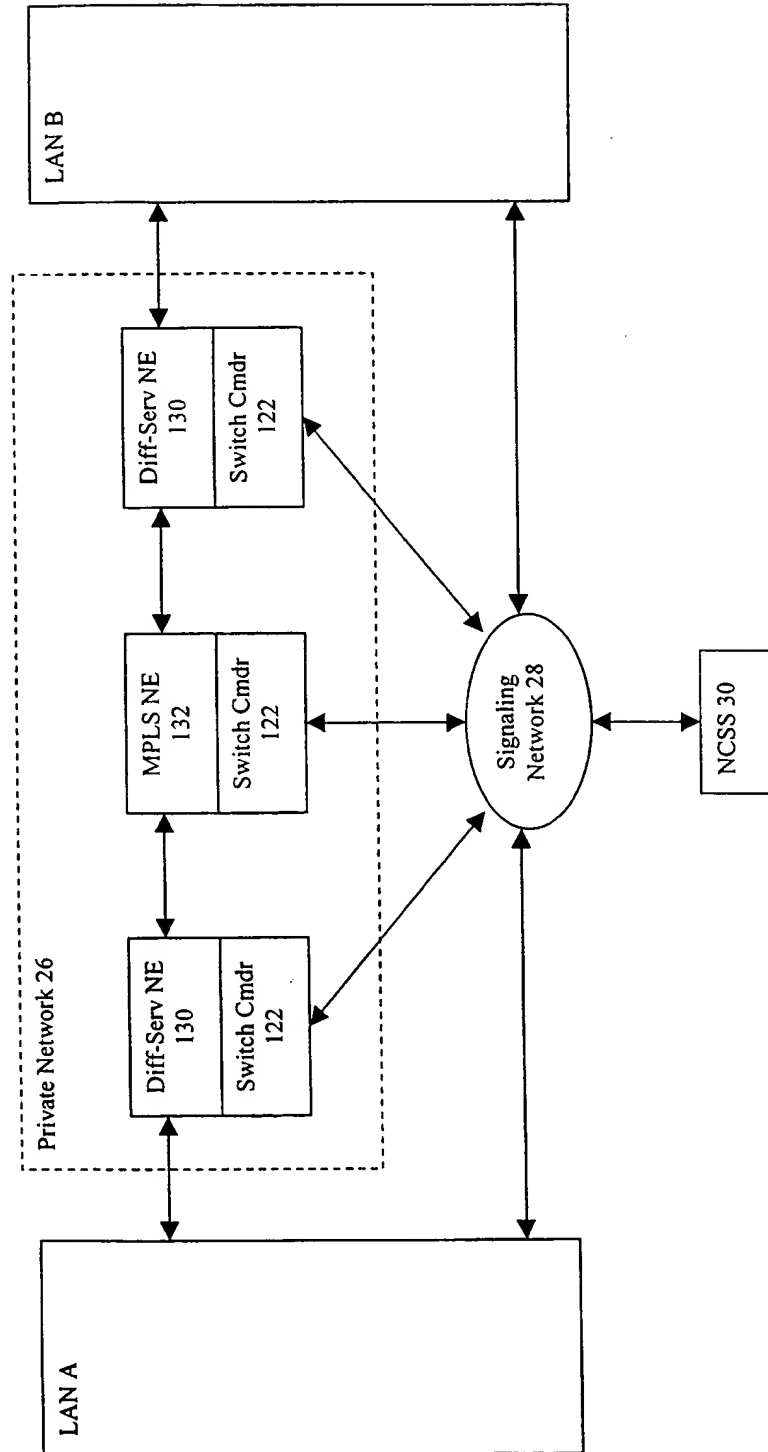 LAN A
Private Network 26
Diff-Serv NE
130
Switch Cmdr
122
MPLS NE
132
Switch Cmdr
122
Diff-Serv NE
130
Switch Cmdr
122
LAN B
Signaling
Network 28
NCSS 30